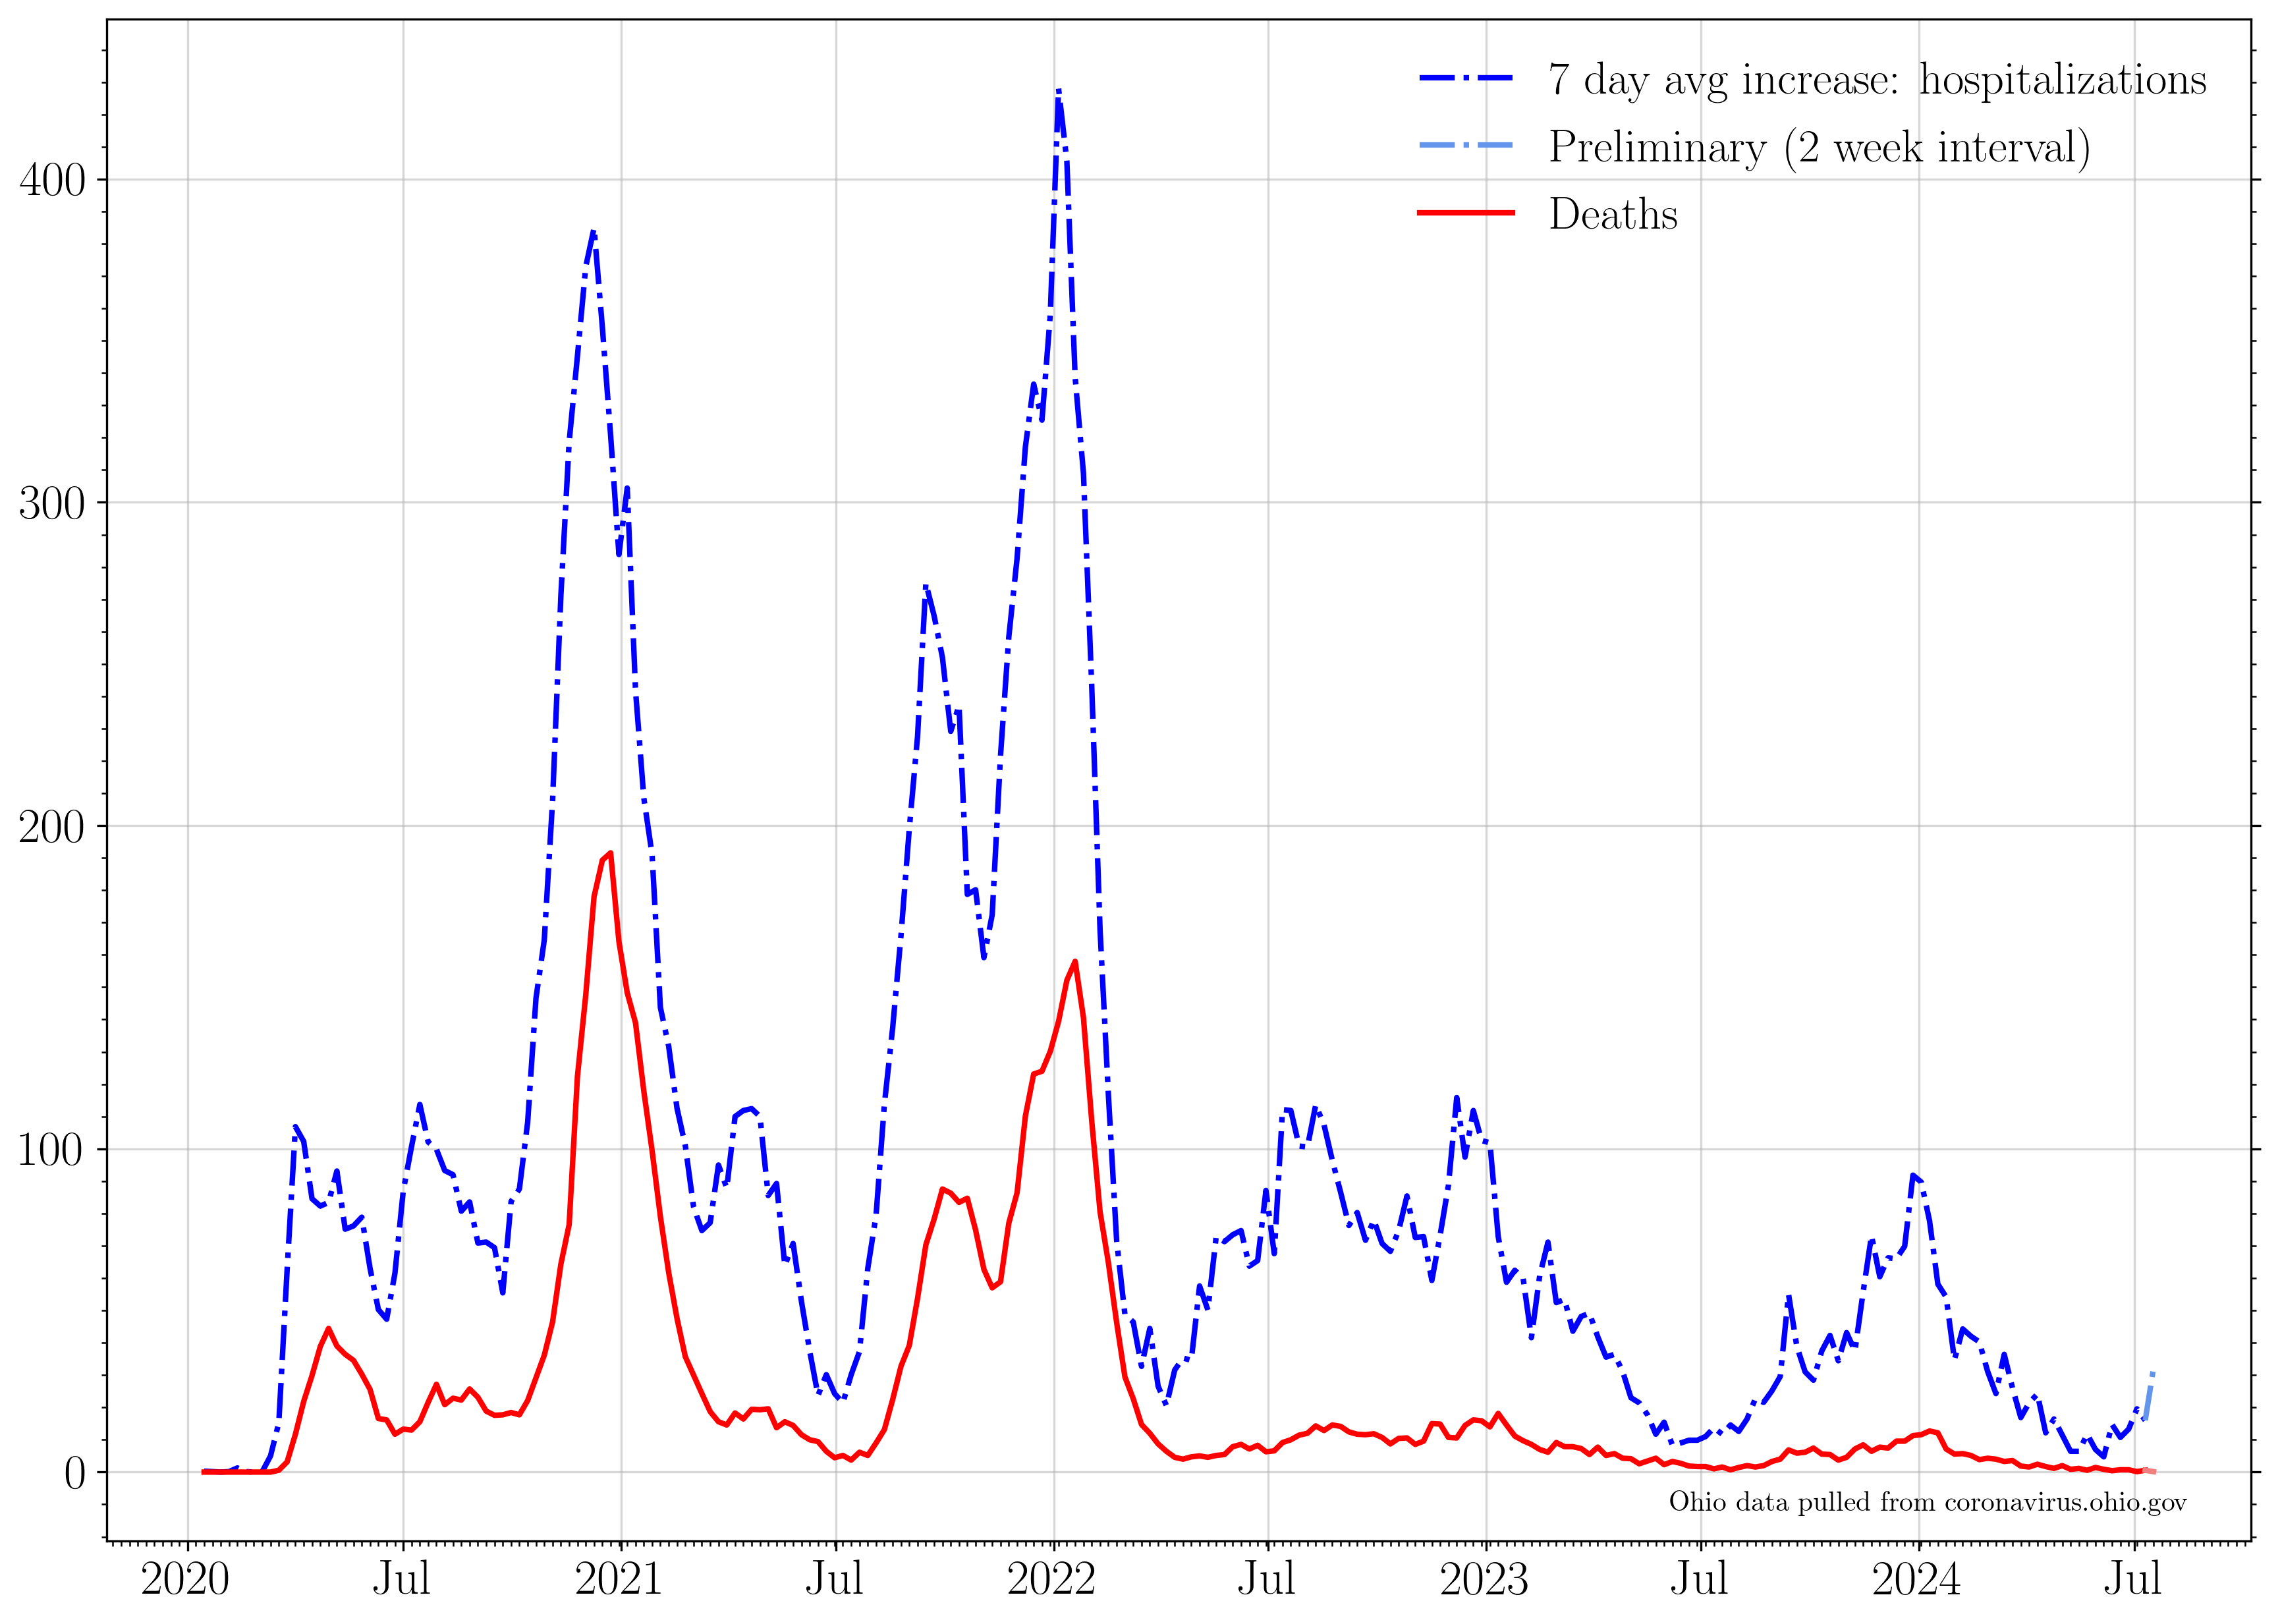 7 day avg increase: hospitalizations
Preliminary (2 week interval)
Deaths
400
300
200
100
0
Ohio data pulled from coronavirus.ohio.gov
2020 Jul 2021 Jul 2022 Jul 2023 Jul 2024 Jul